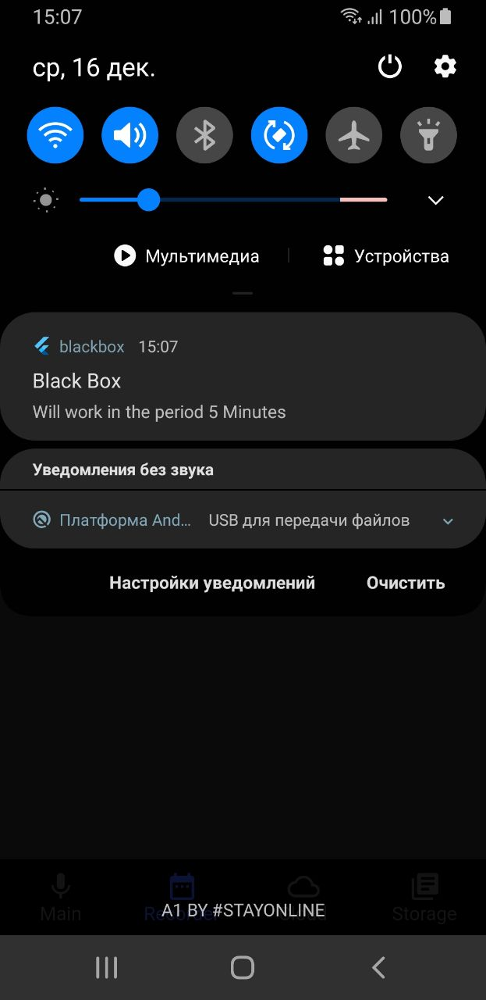 15:07 100%
ср, 16 дек.
Мультимедиа Устройства
blackbox 15:07
Black Box
Will work in the period 5 Minutes
Уведомления без звука
Платформа And... USB для передачи файлов
Настройки уведомлений Очистить
Main Recorder Cloud Storage
A1 BY #STAYONLINE